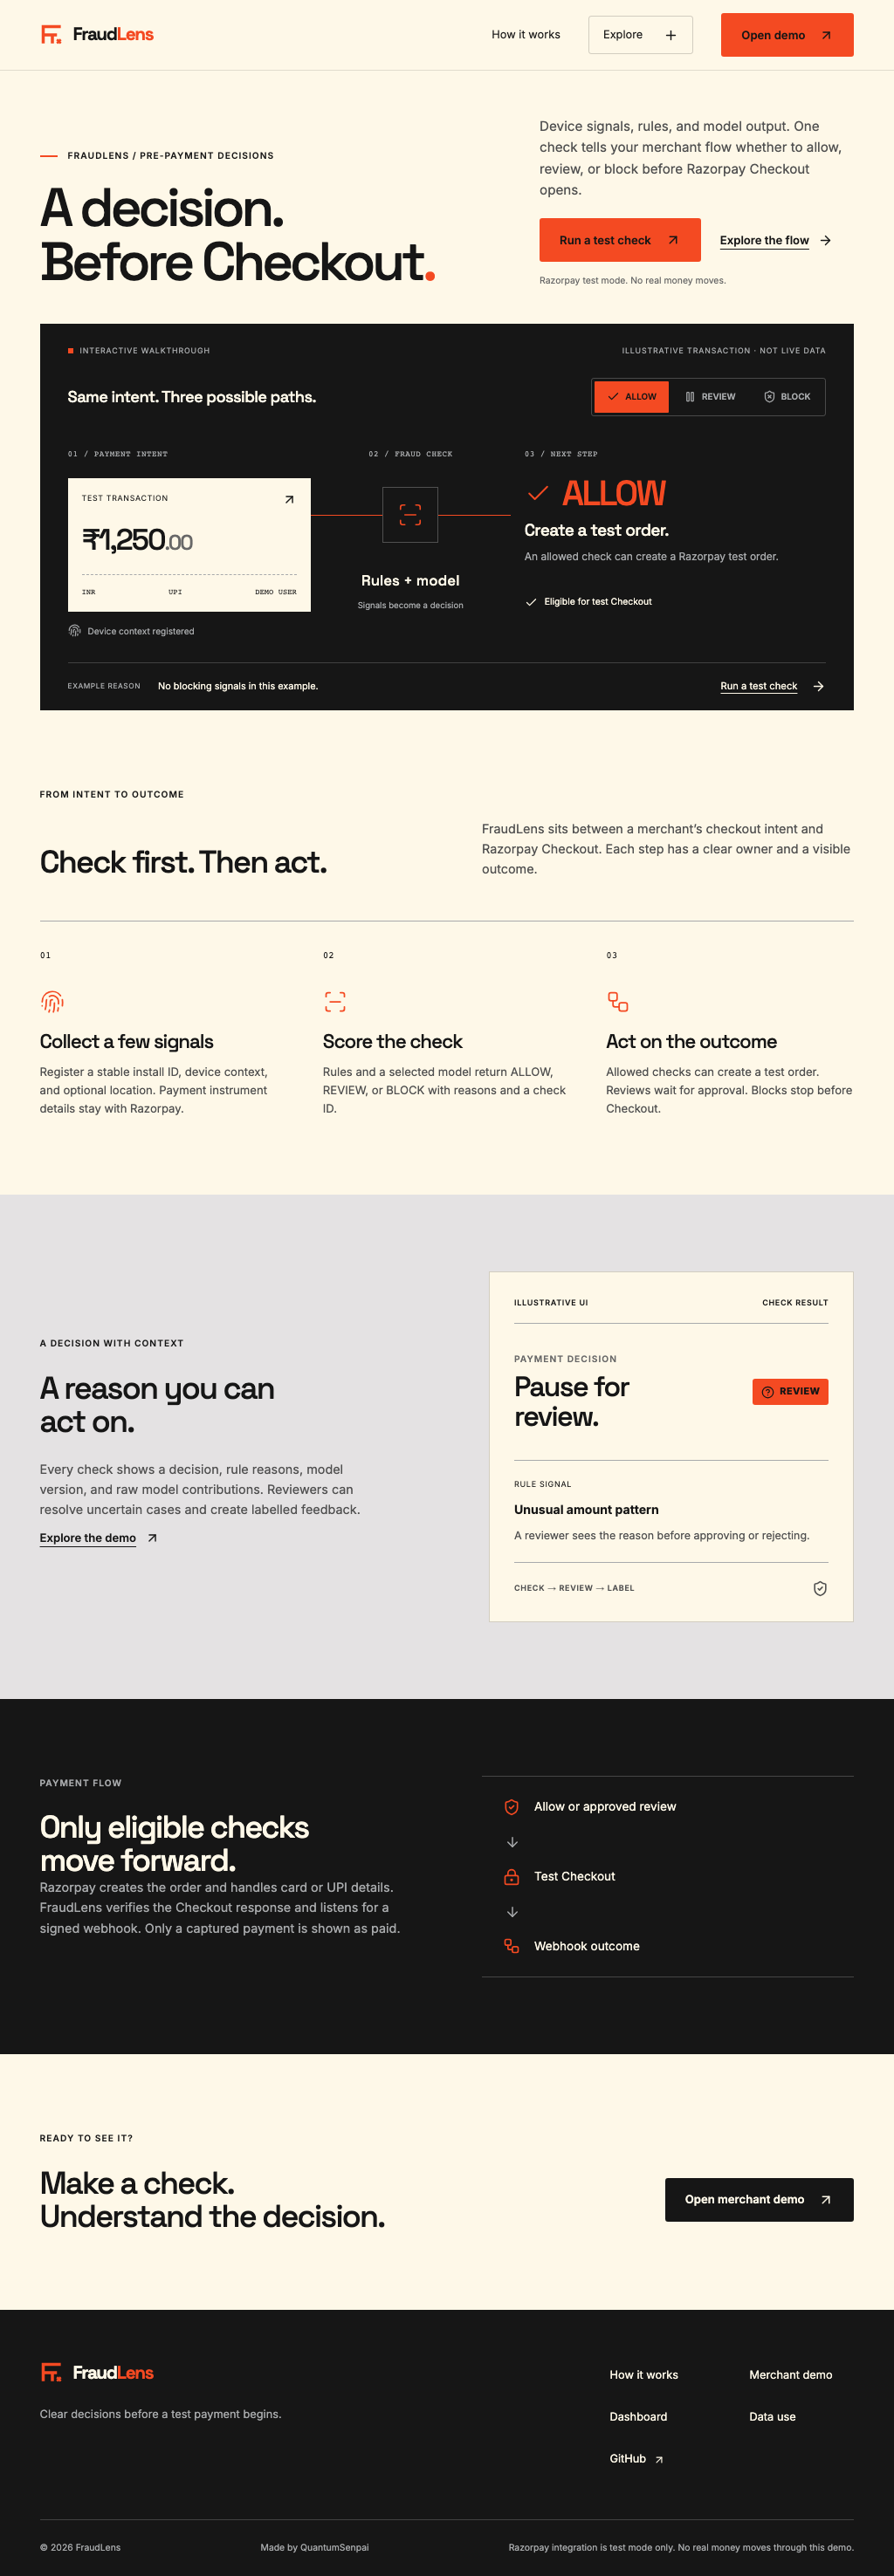 FraudLens
How it works
Explore
Open demo
FRAUDLENS / PRE-PAYMENT DECISIONS
A decision.
Before Checkout.
Device signals, rules, and model output. One
check tells your merchant flow whether to allow,
review, or block before Razorpay Checkout
opens.
Run a test check
Explore the flow
Razorpay test mode. No real money moves.
INTERACTIVE WALKTHROUGH
ILLUSTRATIVE TRANSACTION · NOT LIVE DATA
Same intent. Three possible paths.
ALLOW
REVIEW
BLOCK
01 / PAYMENT INTENT
TEST TRANSACTION
₹1,250.00
INR
UPI
DEMO USER
Device context registered
02 / FRAUD CHECK
Rules + model
Signals become a decision
03 / NEXT STEP
ALLOW
Create a test order.
An allowed check can create a Razorpay test order.
Eligible for test Checkout
EXAMPLE REASON
No blocking signals in this example.
Run a test check
FROM INTENT TO OUTCOME
Check first. Then act.
FraudLens sits between a merchant’s checkout intent and
Razorpay Checkout. Each step has a clear owner and a visible
outcome.
01
Collect a few signals
Register a stable install ID, device context,
and optional location. Payment instrument
details stay with Razorpay.
02
Score the check
Rules and a selected model return ALLOW,
REVIEW, or BLOCK with reasons and a check
ID.
03
Act on the outcome
Allowed checks can create a test order.
Reviews wait for approval. Blocks stop before
Checkout.
A DECISION WITH CONTEXT
A reason you can
act on.
Every check shows a decision, rule reasons, model
version, and raw model contributions. Reviewers can
resolve uncertain cases and create labelled feedback.
Explore the demo
ILLUSTRATIVE UI
CHECK RESULT
PAYMENT DECISION
Pause for
review.
REVIEW
RULE SIGNAL
Unusual amount pattern
A reviewer sees the reason before approving or rejecting.
CHECK → REVIEW → LABEL
PAYMENT FLOW
Only eligible checks
move forward.
Razorpay creates the order and handles card or UPI details.
FraudLens verifies the Checkout response and listens for a
signed webhook. Only a captured payment is shown as paid.
Allow or approved review
Test Checkout
Webhook outcome
READY TO SEE IT?
Make a check.
Understand the decision.
Open merchant demo
FraudLens
Clear decisions before a test payment begins.
How it works
Merchant demo
Dashboard
Data use
GitHub
© 2026 FraudLens
Made by QuantumSenpai
Razorpay integration is test mode only. No real money moves through this demo.